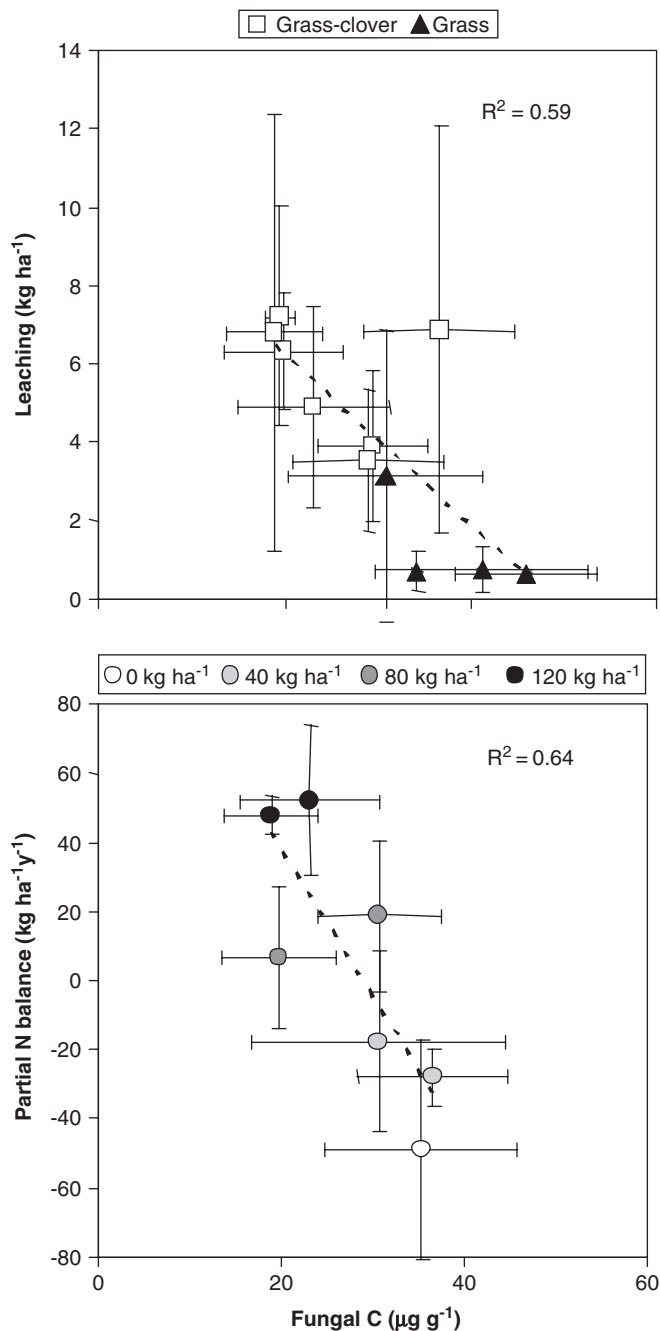 Grass-clover Grass
14
R² = 0.59
12
10
8
6
4
2
0
Leaching (kg ha⁻¹)
0 kg ha⁻¹ 40 kg ha⁻¹ 80 kg ha⁻¹ 120 kg ha⁻¹
80
R² = 0.64
60
40
20
0
-20
-40
-60
-80
Partial N balance (kg ha⁻¹y⁻¹)
0 20 40 60
Fungal C (µg g⁻¹)